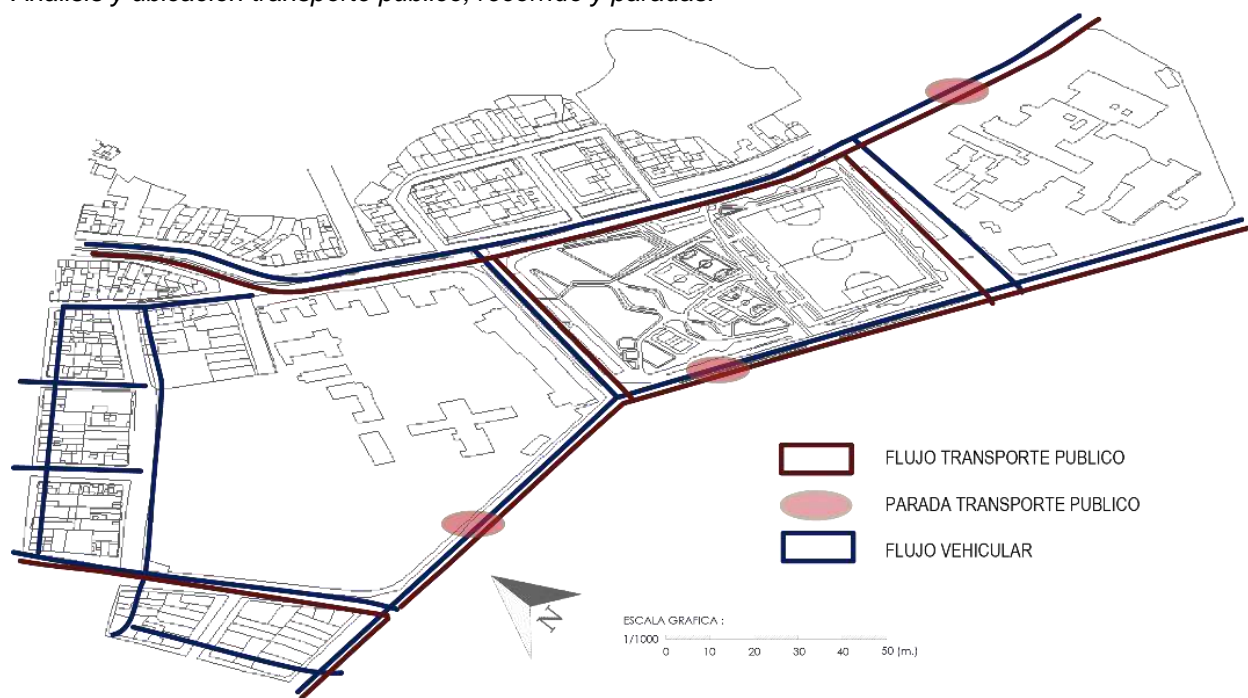 Análisis y ubicación transporte público, recorrido y paradas.
FLUJO TRANSPORTE PUBLICO
PARADA TRANSPORTE PUBLICO
FLUJO VEHICULAR
N
ESCALA GRAFICA :
1/1000
0 10 20 30 40 50 (m.)